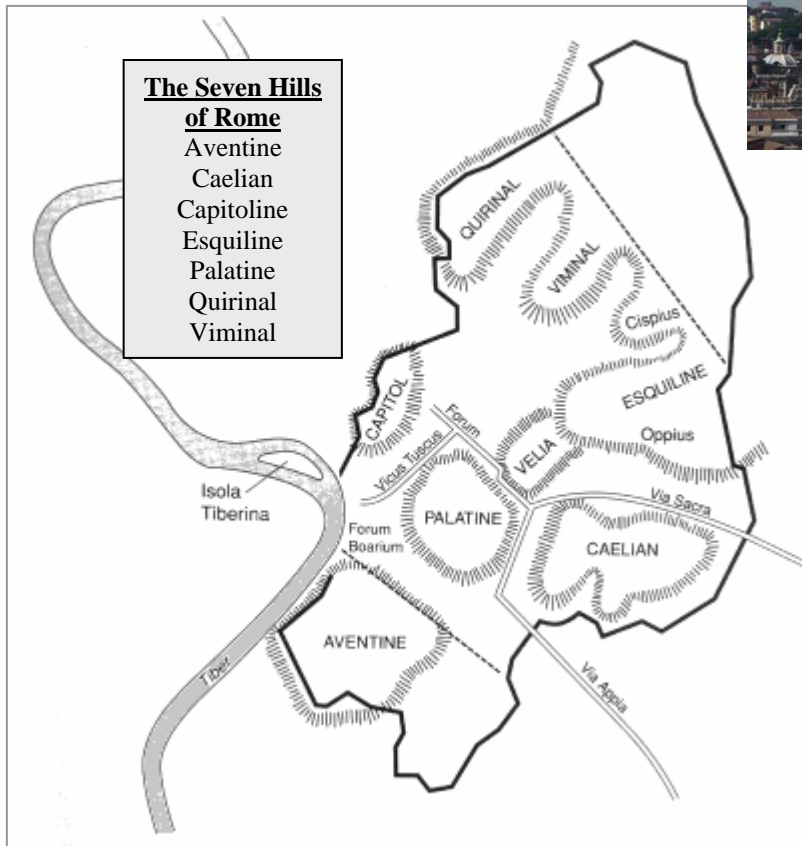 The Seven Hills
of Rome
Aventine
Caelian
Capitoline
Esquiline
Palatine
Quirinal
Viminal
QUIRINAL
VIMINAL
Cispius
ESQUILINE
Oppius
CAPITOL
Forum
VELIA
Vicus Tuscus
Isola
Tiberina
PALATINE
Via Sacra
Forum
Boarium
CAELIAN
AVENTINE
Tiber
Via Appia